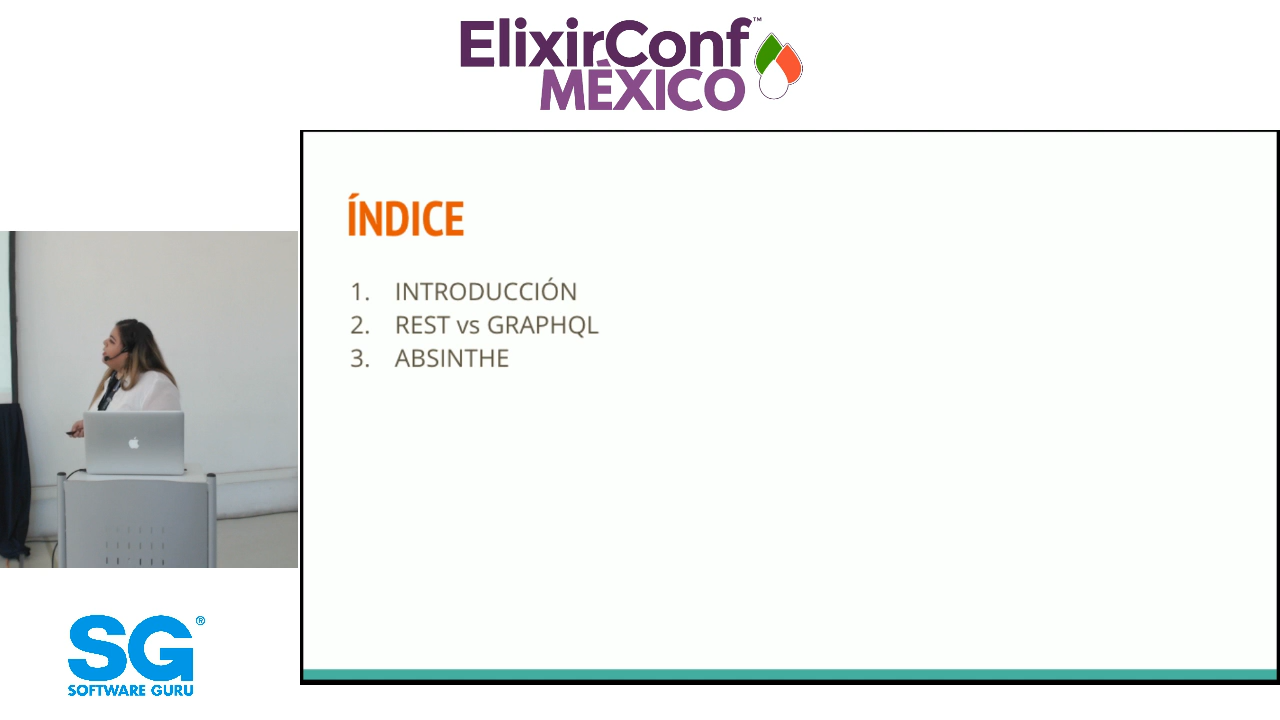 ElixirConf™
MÉXICO
ÍNDICE
1. INTRODUCCIÓN
2. REST vs GRAPHQL
3. ABSINTHE
SG®
SOFTWARE GURU